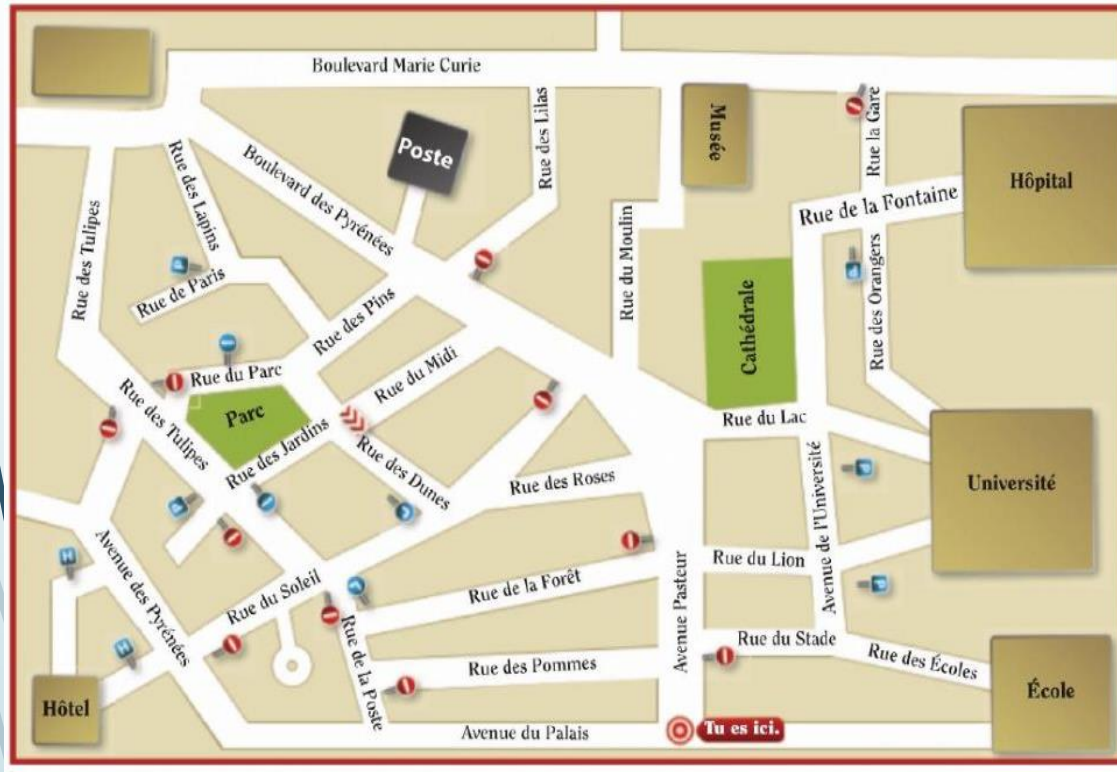 Boulevard Marie Curie
Musée
Rue la Gare
Hôpital
Poste
Rue des Lilas
Boulevard des Pyrénées
Rue des Lapins
Rue des Tulipes
Rue de la Fontaine
Rue du Moulin
Rue des Orangers
P
P
Rue de Paris
Rue des Pins
Cathédrale
Rue du Parc
Rue du Midi
Parc
Rue des Tulipes
Rue des Jardins
Rue du Lac
Rue des Dunes
Rue des Roses
Avenue de l'Université
P
Université
P
Avenue des Pyrénées
H
Rue du Soleil
Rue de la Forêt
Avenue Pasteur
Rue du Lion
P
H
Rue de la Poste
Rue des Pommes
Rue du Stade
Rue des Écoles
École
Hôtel
Avenue du Palais
Tu es ici.